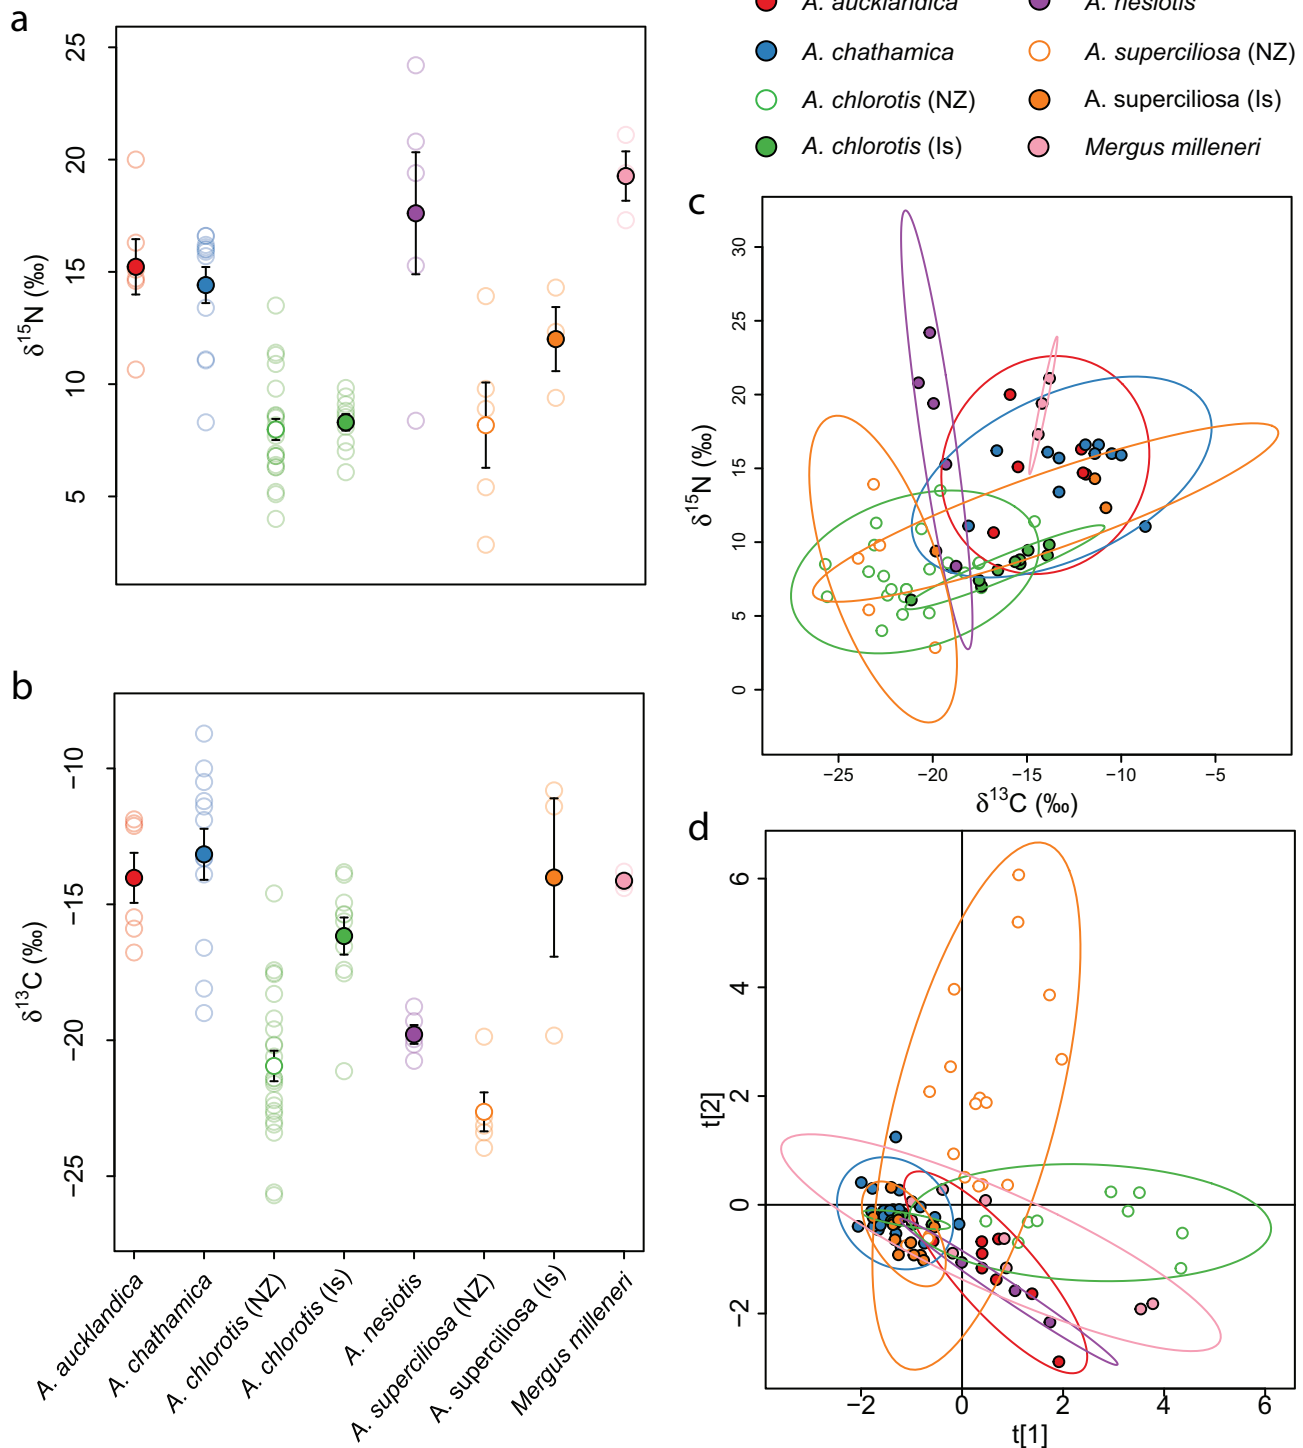 a
25
20
15
10
5
δ15N (‰)
A. aucklandica
A. nesiotis
A. chathamica
A. superciliosa (NZ)
A. chlorotis (NZ)
A. superciliosa (Is)
A. chlorotis (Is)
Mergus milleneri
c
30
25
20
15
10
5
0
δ15N (‰)
−25
−20
−15
−10
−5
δ13C (‰)
b
−10
−15
−20
−25
δ13C (‰)
A. aucklandica
A. chathamica
A. chlorotis (NZ)
A. chlorotis (Is)
A. nesiotis
A. superciliosa (NZ)
A. superciliosa (Is)
Mergus milleneri
d
6
4
2
0
−2
t[2]
−2
0
2
4
6
t[1]